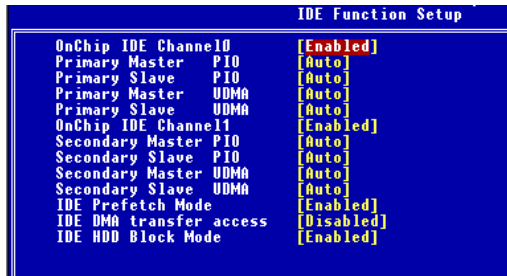 IDE Function Setup
OnChip IDE Channel0 [Enabled]
Primary Master PIO [Auto]
Primary Slave PIO [Auto]
Primary Master UDMA [Auto]
Primary Slave UDMA [Auto]
OnChip IDE Channel1 [Enabled]
Secondary Master PIO [Auto]
Secondary Slave PIO [Auto]
Secondary Master UDMA [Auto]
Secondary Slave UDMA [Auto]
IDE Prefetch Mode [Enabled]
IDE DMA transfer access [Disabled]
IDE HDD Block Mode [Enabled]